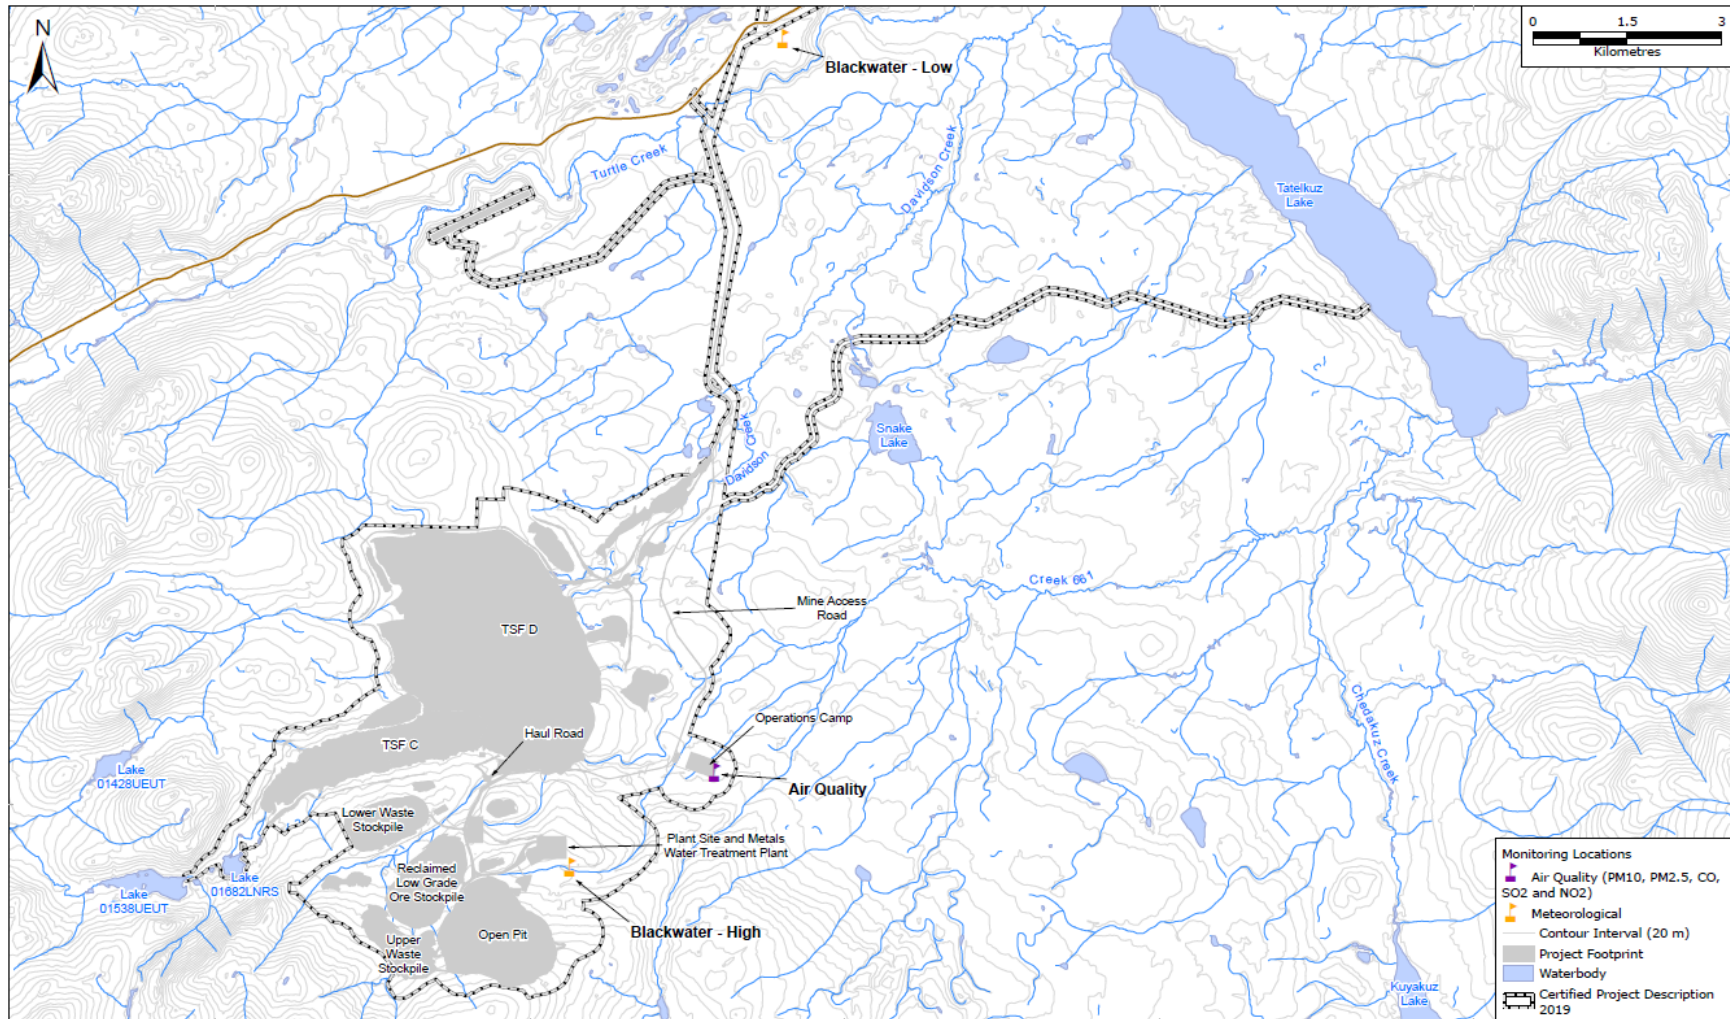 N
0 1.5 3
Kilometres
Blackwater - Low
Turtle Creek
Davidson Creek
Tatelkuz
Lake
Snake
Lake
Davidson Creek
Creek 661
Mine Access
Road
TSF D
Chedakuz Creek
Operations Camp
Haul Road
TSF C
Lake
01428UEUT
Air Quality
Lower Waste
Stockpile
Plant Site and Metals
Water Treatment Plant
Reclaimed
Low Grade
Ore Stockpile
Lake
01682LNRS
Lake
01538UEUT
Blackwater - High
Open Pit
Upper
Waste
Stockpile
Kuyakuz
Lake
Monitoring Locations
Air Quality (PM10, PM2.5, CO,
SO2 and NO2)
Meteorological
Contour Interval (20 m)
Project Footprint
Waterbody
Certified Project Description
2019